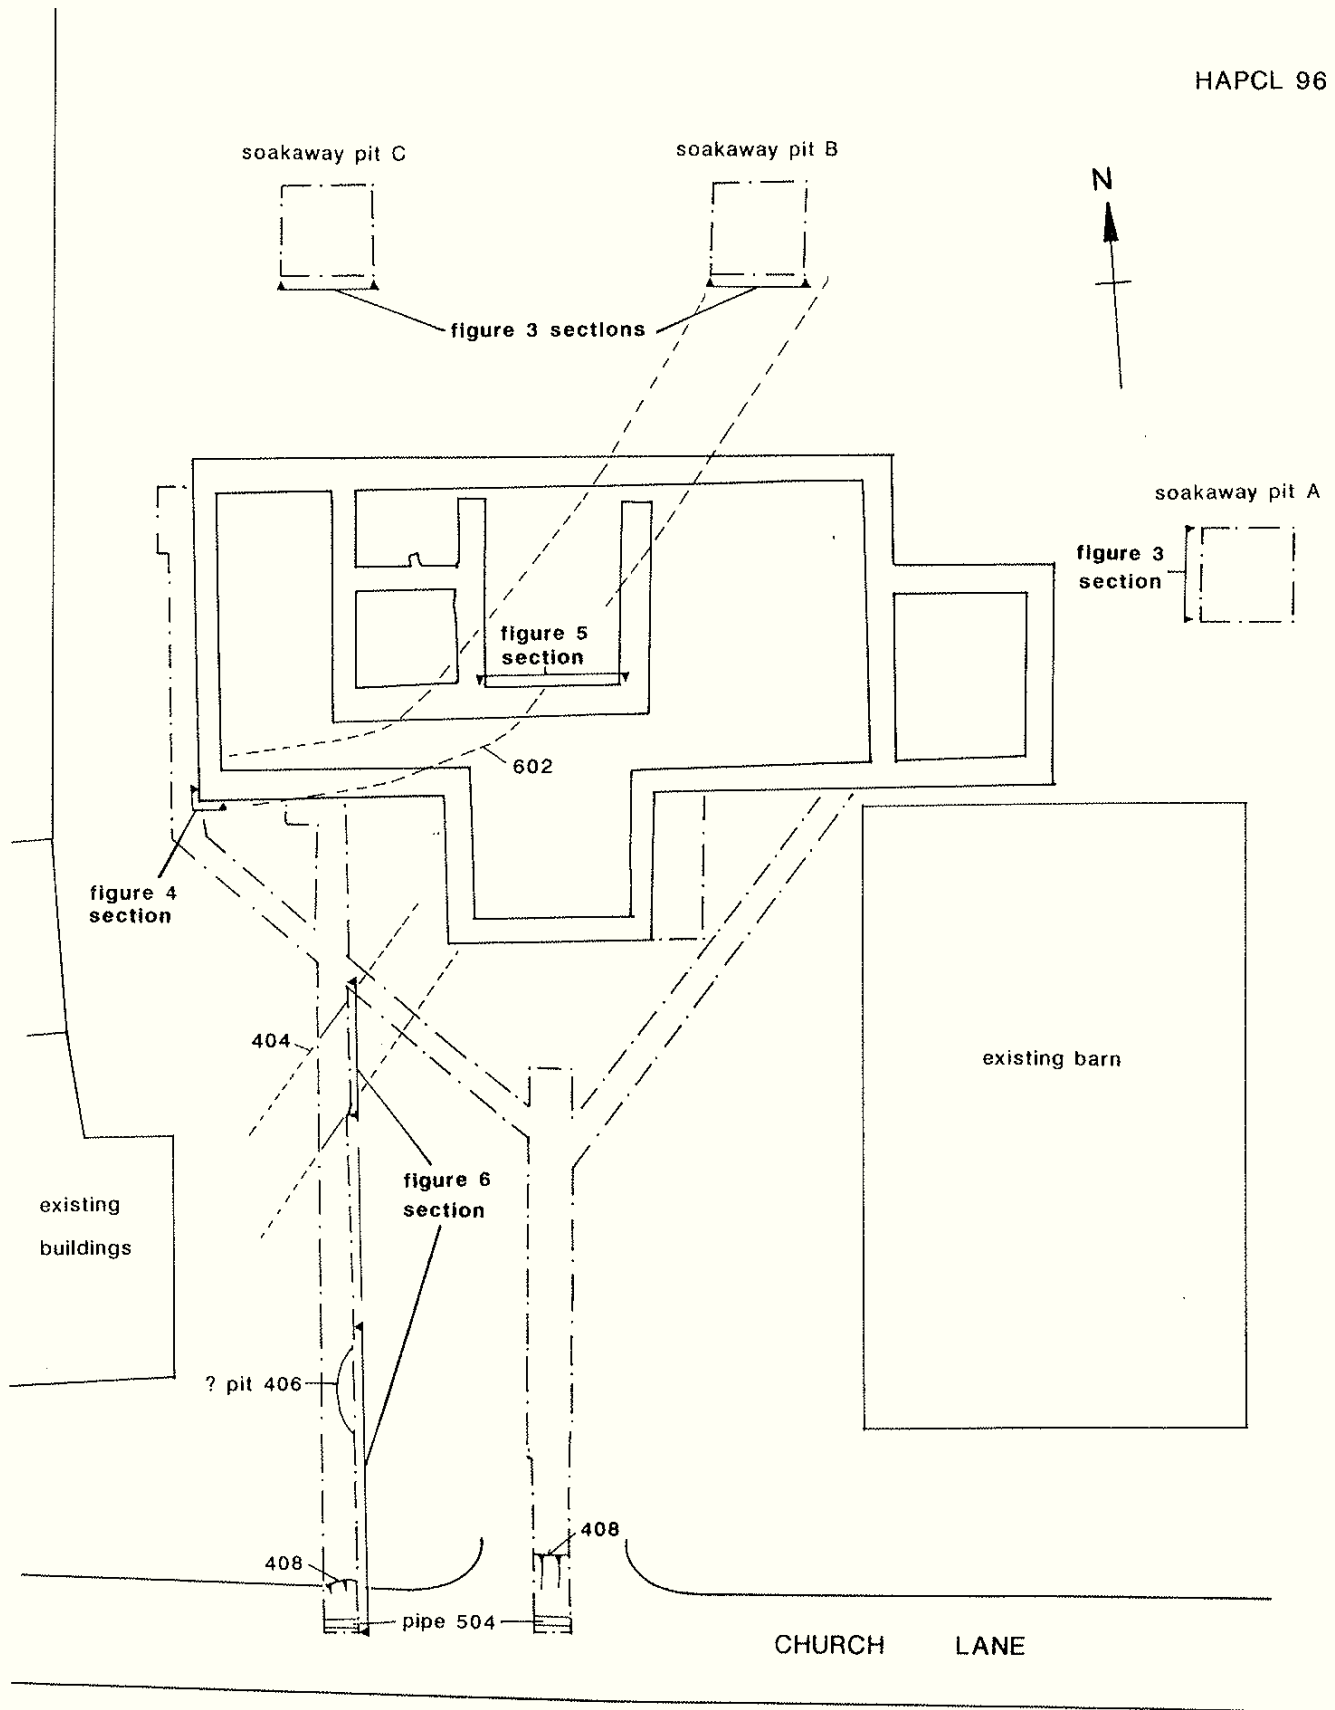 HAPCL 96
soakaway pit C
soakaway pit B
N
figure 3 sections
soakaway pit A
figure 3
section
figure 5
section
602
figure 4
section
404
existing barn
figure 6
section
existing
buildings
? pit 406
408
408
pipe 504
CHURCH LANE